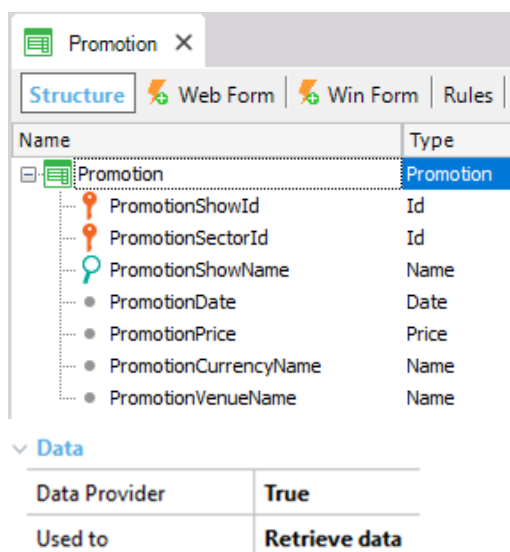 Promotion
Structure Web Form Win Form Rules
Name Type
Promotion Promotion
PromotionShowId Id
PromotionSectorId Id
PromotionShowName Name
PromotionDate Date
PromotionPrice Price
PromotionCurrencyName Name
PromotionVenueName Name
Data
Data Provider True
Used to Retrieve data